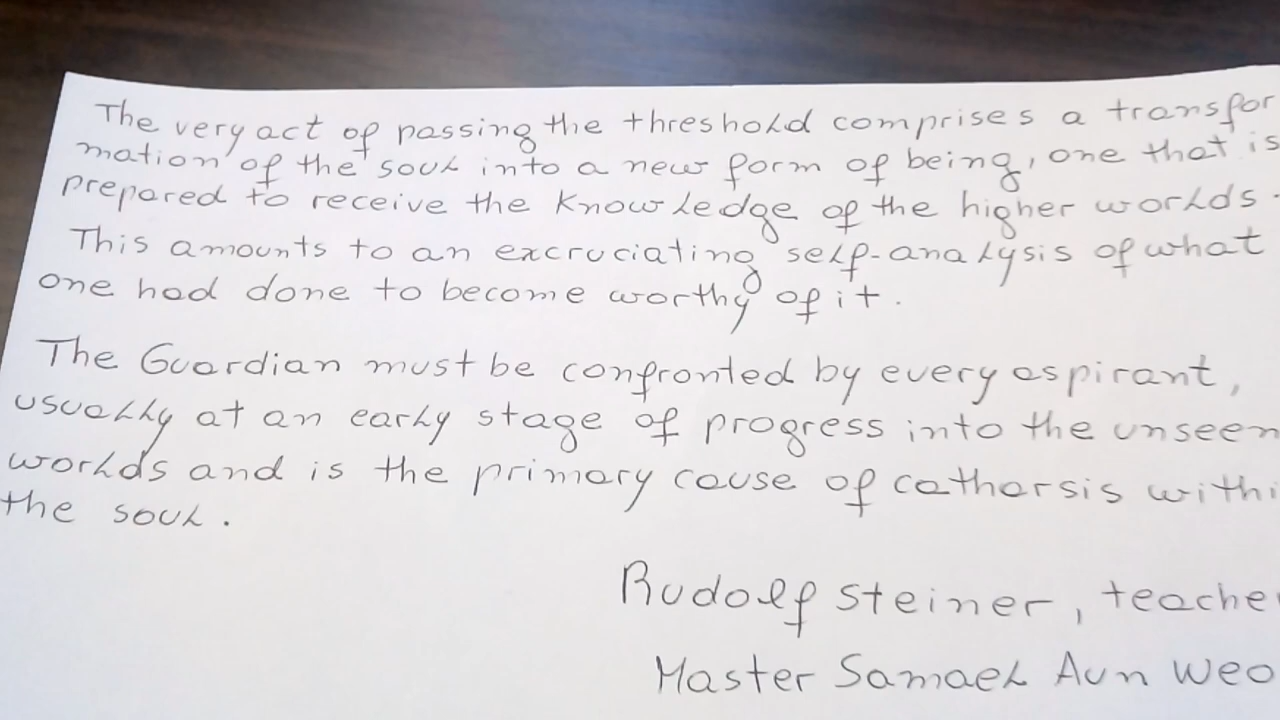 The very act of passing the threshold comprises a transfor
mation of the soul into a new form of being, one that is
prepared to receive the knowledge of the higher worlds.
This amounts to an excruciating self-analysis of what
one had done to become worthy of it.
The Guardian must be confronted by every aspirant,
usually at an early stage of progress into the unseen
worlds and is the primary cause of catharsis withi
the soul.
Rudolf Steiner, teacher
Master Samael Aun Weo